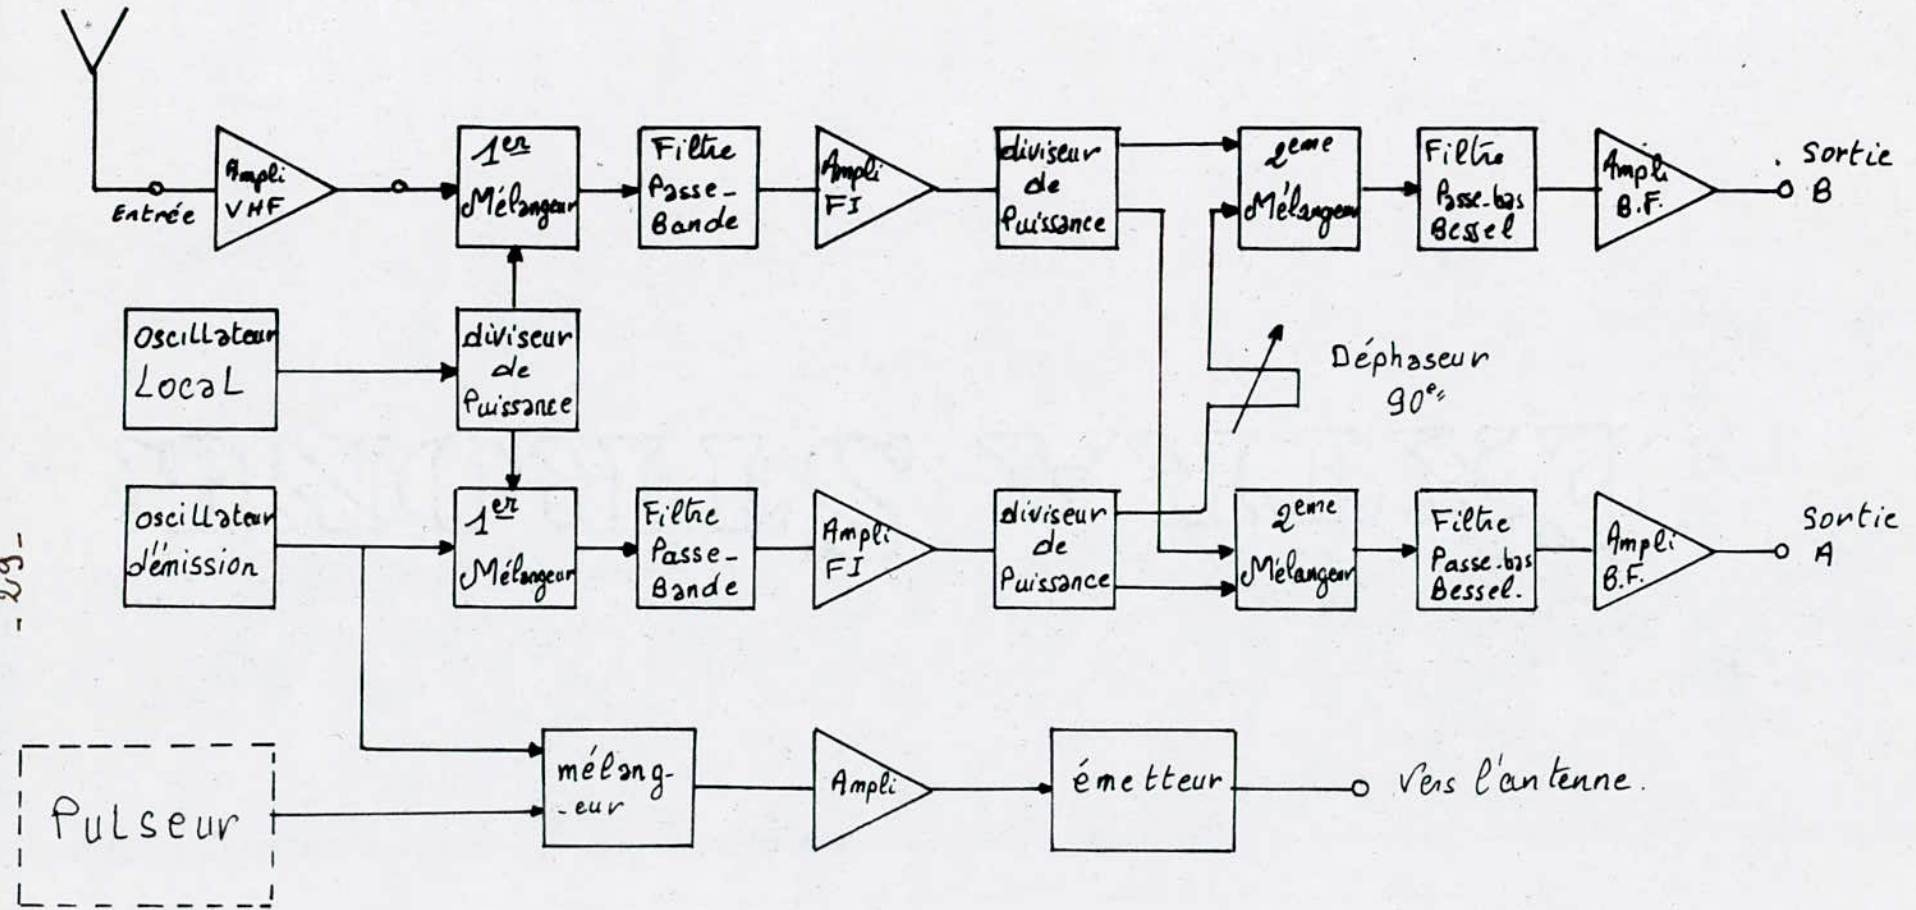 Entrée
Ampli
VHF
1er
Mélangeur
Filtre
Passe-
Bande
Ampli
FI
diviseur
de
Puissance
2eme
Mélangeur
Filtre
Passe-bas
Bessel
Ampli
B.F.
Sortie
B
oscillateur
Local
diviseur
de
Puissance
Déphaseur
90°
oscillateur
d'émission
1er
Mélangeur
Filtre
Passe-
Bande
Ampli
FI
diviseur
de
Puissance
2eme
Mélangeur
Filtre
Passe-bas
Bessel.
Ampli
B.F.
Sortie
A
- 29 -
Pulseur
mélang-
-eur
Ampli
émetteur
Vers l'antenne.